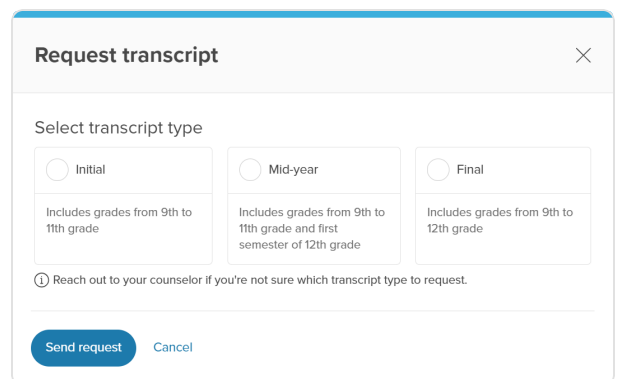 Request transcript
Select transcript type
Initial
Includes grades from 9th to
11th grade
Mid-year
Includes grades from 9th to
11th grade and first
semester of 12th grade
Final
Includes grades from 9th to
12th grade
Reach out to your counselor if you're not sure which transcript type to request.
Send request
Cancel